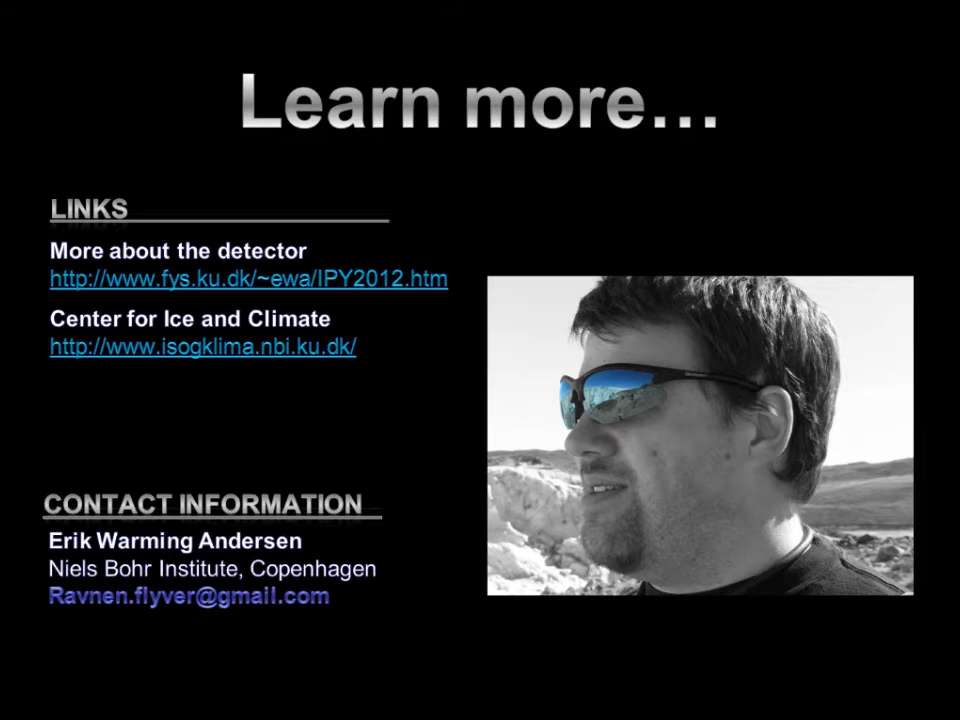 Learn more…
LINKS
More about the detector
http://www.fys.ku.dk/~ewa/IPY2012.htm
Center for Ice and Climate
http://www.isogklima.nbi.ku.dk/
CONTACT INFORMATION
Erik Warming Andersen
Niels Bohr Institute, Copenhagen
Ravnen.flyver@gmail.com